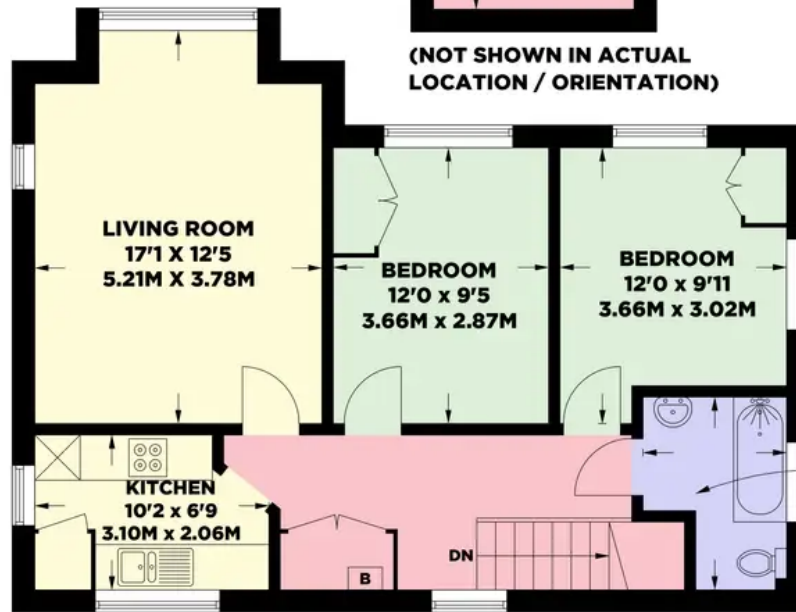 (NOT SHOWN IN ACTUAL
LOCATION / ORIENTATION)
LIVING ROOM
17'1 X 12'5
5.21M X 3.78M
BEDROOM
12'0 x 9'5
3.66M x 2.87M
BEDROOM
12'0 x 9'11
3.66M x 3.02M
KITCHEN
10'2 x 6'9
3.10M x 2.06M
B
DN